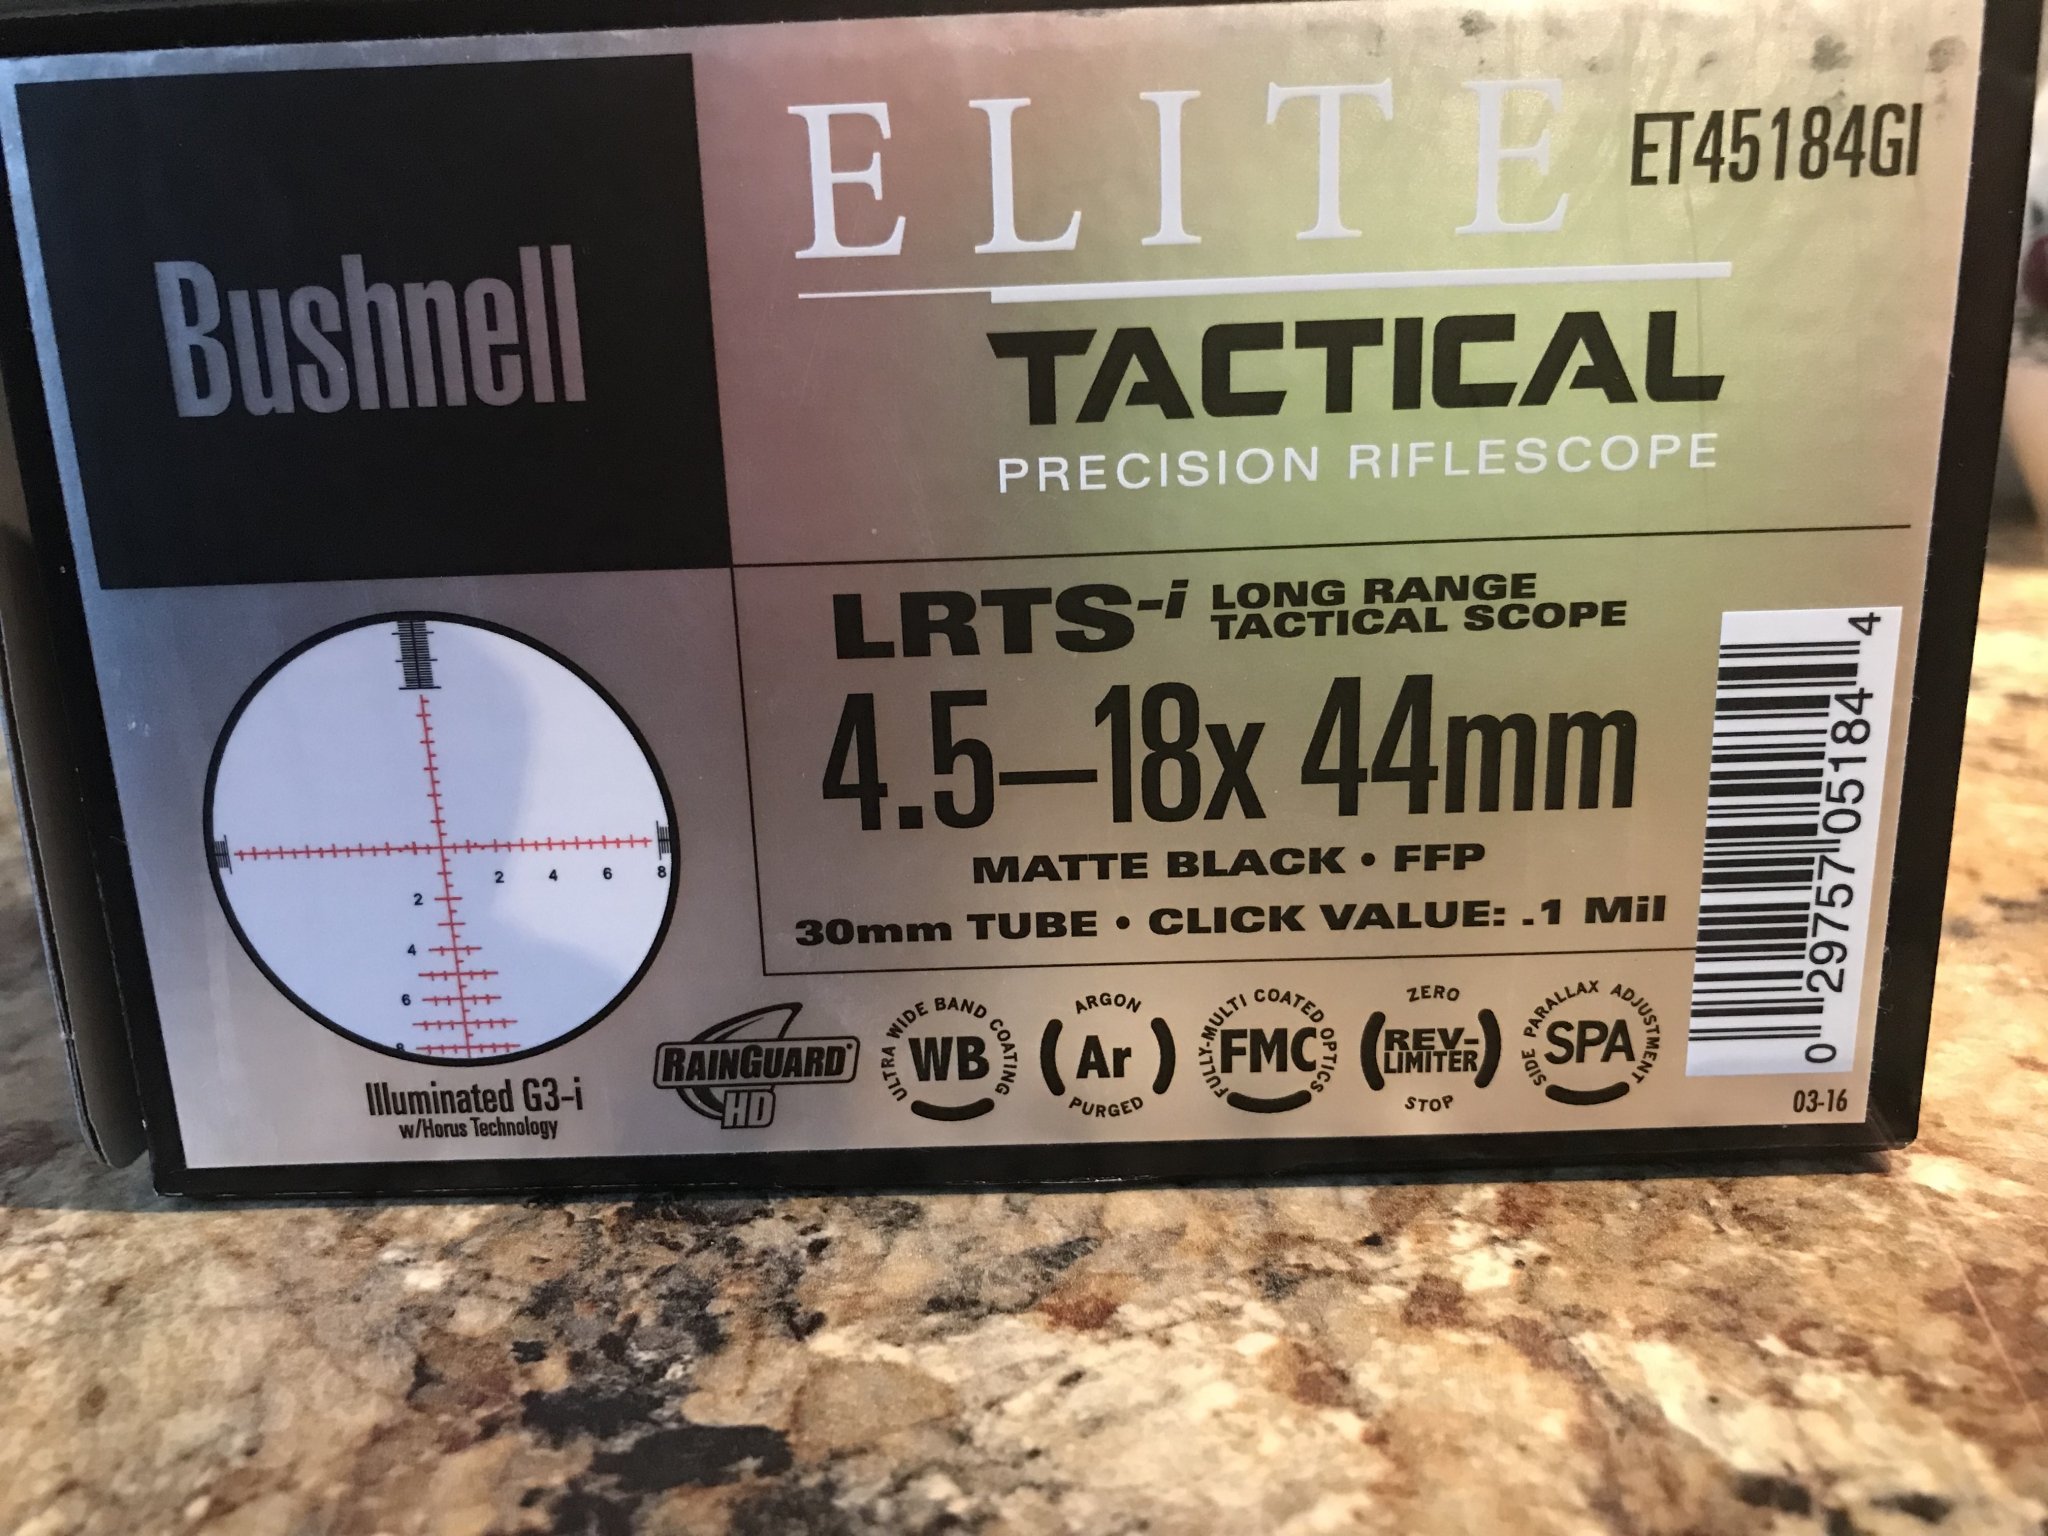 ELITE
ET45184GI
Bushnell
TACTICAL
PRECISION RIFLESCOPE
LRTS-i LONG RANGE
TACTICAL SCOPE
4.5–18x 44mm
MATTE BLACK • FFP
30mm TUBE • CLICK VALUE: .1 Mil
2 4 6 8
2
4
6
8
Illuminated G3-i
w/Horus Technology
RAINGUARD®
HD
ULTRA WIDE BAND COATING
WB
ARGON
Ar
PURGED
FULLY-MULTI COATED OPTICS
FMC
ZERO
REV-
LIMITER
STOP
SIDE PARALLAX ADJUSTMENT
SPA
0 29757 05184 4
03-16